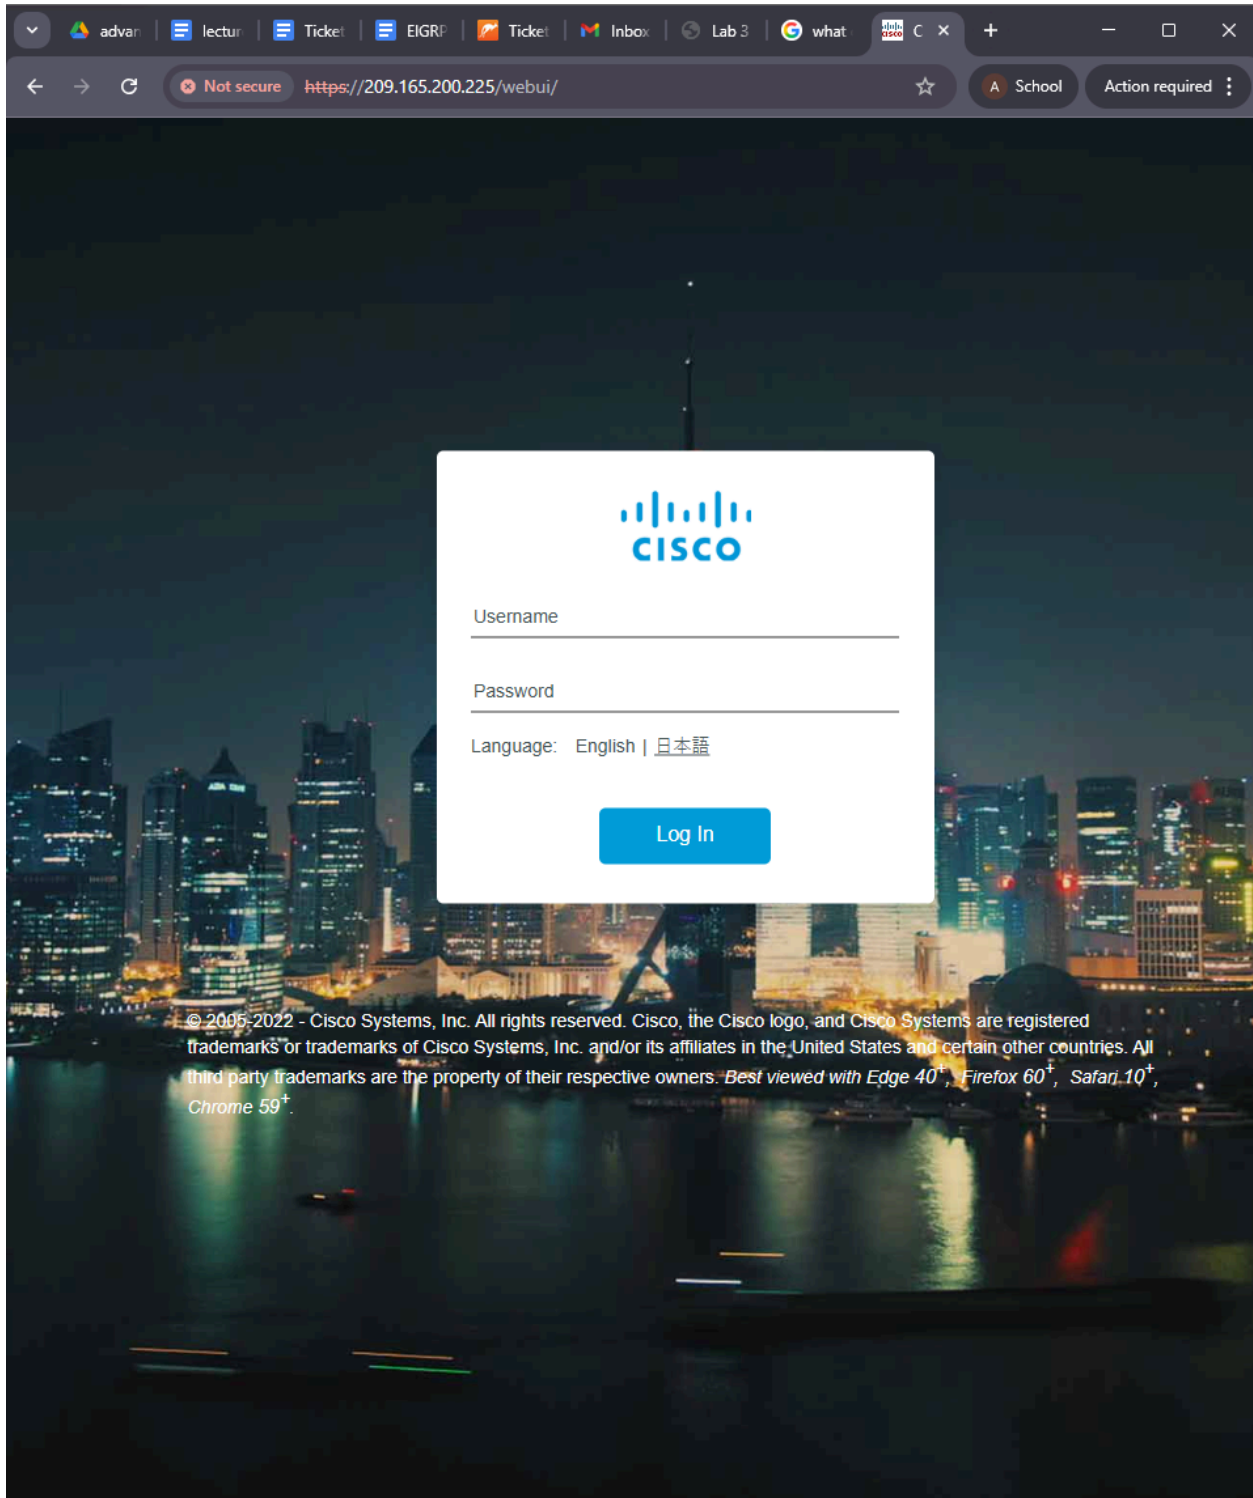 advan
lectur
Ticket
EIGRP
Ticket
Inbox
Lab 3
what
C
Not secure https://209.165.200.225/webui/
A School
Action required
CISCO
Username
Password
Language: English | 日本語
Log In
© 2005-2022 - Cisco Systems, Inc. All rights reserved. Cisco, the Cisco logo, and Cisco Systems are registered
trademarks or trademarks of Cisco Systems, Inc. and/or its affiliates in the United States and certain other countries. All
third party trademarks are the property of their respective owners. Best viewed with Edge 40+, Firefox 60+, Safari 10+,
Chrome 59+.